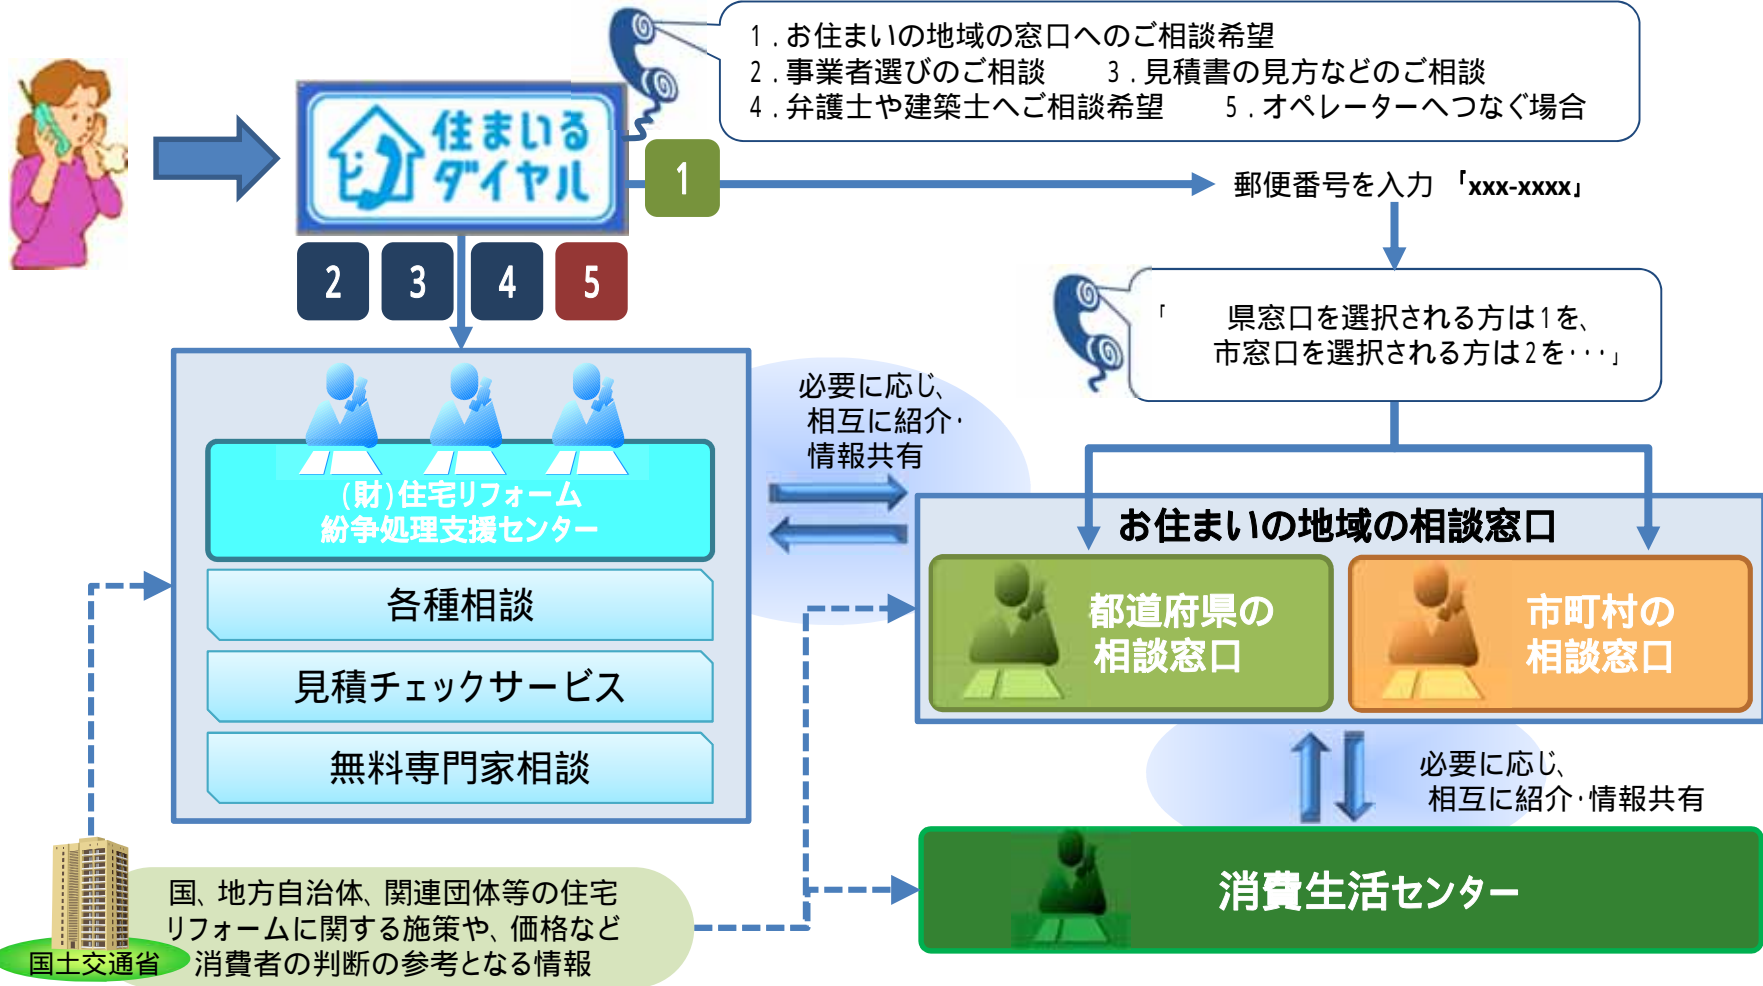 1.お住まいの地域の窓口へのご相談希望
2.事業者選びのご相談　3.見積書の見方などのご相談
4.弁護士や建築士へご相談希望　5.オペレーターへつなぐ場合
住まいる
ダイヤル
1
郵便番号を入力 「xxx-xxxx」
2 3 4 5
「　県窓口を選択される方は1を、
市窓口を選択される方は2を・・・」
必要に応じ、
相互に紹介・
情報共有
(財)住宅リフォーム
紛争処理支援センター
各種相談
見積チェックサービス
無料専門家相談
お住まいの地域の相談窓口
都道府県の
相談窓口
市町村の
相談窓口
必要に応じ、
相互に紹介・情報共有
消費生活センター
国、地方自治体、関連団体等の住宅
リフォームに関する施策や、価格など
消費者の判断の参考となる情報
国土交通省